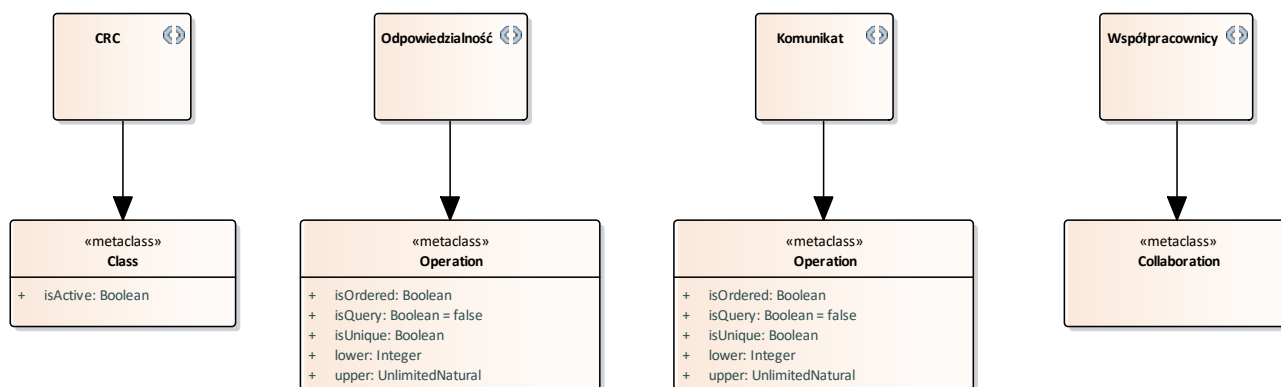 CRC
Odpowiedzialność
Komunikat
Współpracownicy
«metaclass»
Class
+ isActive: Boolean
«metaclass»
Operation
+ isOrdered: Boolean
+ isQuery: Boolean = false
+ isUnique: Boolean
+ lower: Integer
+ upper: UnlimitedNatural
«metaclass»
Operation
+ isOrdered: Boolean
+ isQuery: Boolean = false
+ isUnique: Boolean
+ lower: Integer
+ upper: UnlimitedNatural
«metaclass»
Collaboration